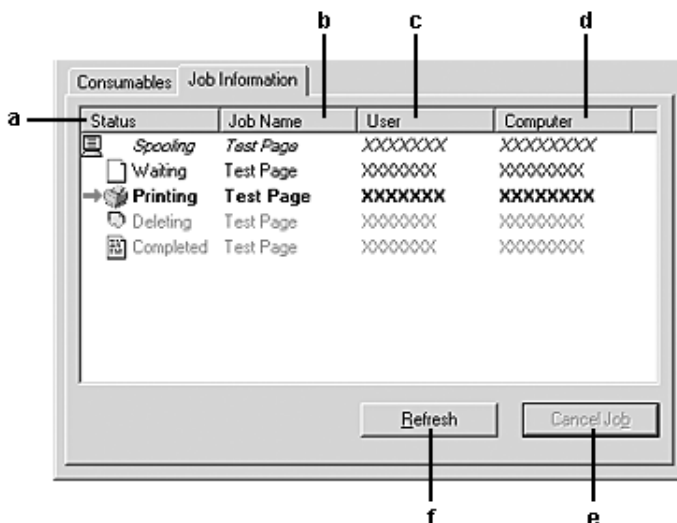 b c d
Consumables Job Information
a
Status Job Name User Computer
Spooling Test Page XXXXXXX XXXXXXXX
Waiting Test Page XXXXXXX XXXXXXXX
Printing Test Page XXXXXXX XXXXXXXX
Deleting Test Page XXXXXXX XXXXXXXX
Completed Test Page XXXXXXX XXXXXXXX
Refresh Cancel Job
f e